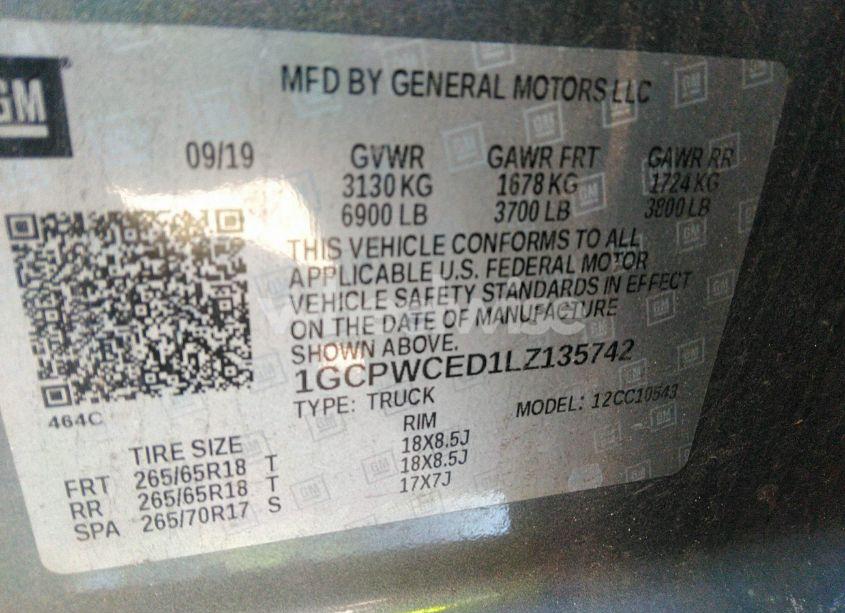 GM
MFD BY GENERAL MOTORS LLC
09/19 GVWR GAWR FRT GAWR RR
3130 KG 1678 KG 1724 KG
6900 LB 3700 LB 3800 LB
THIS VEHICLE CONFORMS TO ALL
APPLICABLE U.S. FEDERAL MOTOR
VEHICLE SAFETY STANDARDS IN EFFECT
ON THE DATE OF MANUFACTURE
SHOWN ABOVE.
1GCPWCED1LZ135742
464C
TYPE: TRUCK MODEL: 12CC10543
TIRE SIZE RIM
FRT 265/65R18 T 18X8.5J
RR 265/65R18 T 18X8.5J
SPA 265/70R17 S 17X7J